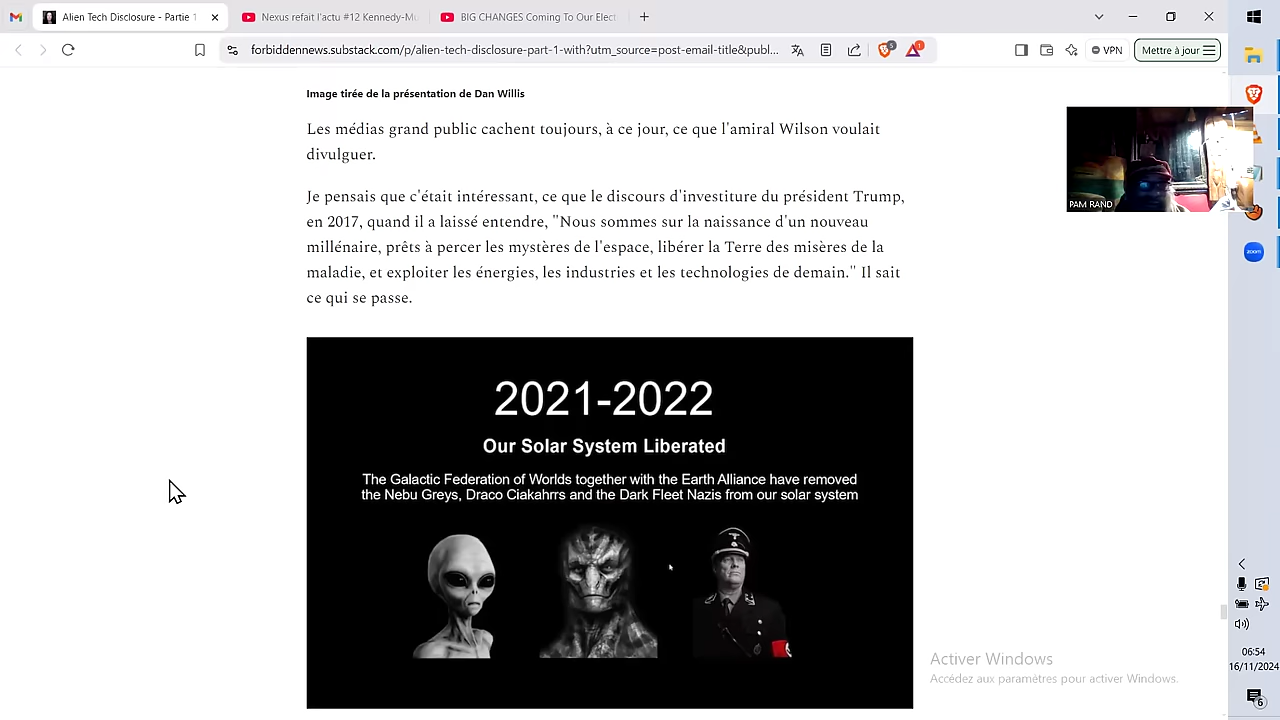 Alien Tech Disclosure - Partie 1
Nexus refait l'actu #12 Kennedy-Mu
BIG CHANGES Coming To Our Elect
forbiddennews.substack.com/p/alien-tech-disclosure-part-1-with?utm_source=post-email-title&publ...
5
1
VPN
Mettre à jour
Image tirée de la présentation de Dan Willis
Les médias grand public cachent toujours, à ce jour, ce que l'amiral Wilson voulait
divulguer.
PAM RAND
Je pensais que c'était intéressant, ce que le discours d'investiture du président Trump,
en 2017, quand il a laissé entendre, "Nous sommes sur la naissance d'un nouveau
millénaire, prêts à percer les mystères de l'espace, libérer la Terre des misères de la
maladie, et exploiter les énergies, les industries et les technologies de demain." Il sait
ce qui se passe.
zoom
2021-2022
Our Solar System Liberated
The Galactic Federation of Worlds together with the Earth Alliance have removed
the Nebu Greys, Draco Ciakahrrs and the Dark Fleet Nazis from our solar system
Activer Windows
Accédez aux paramètres pour activer Windows.
06:54
16/11/2024
6